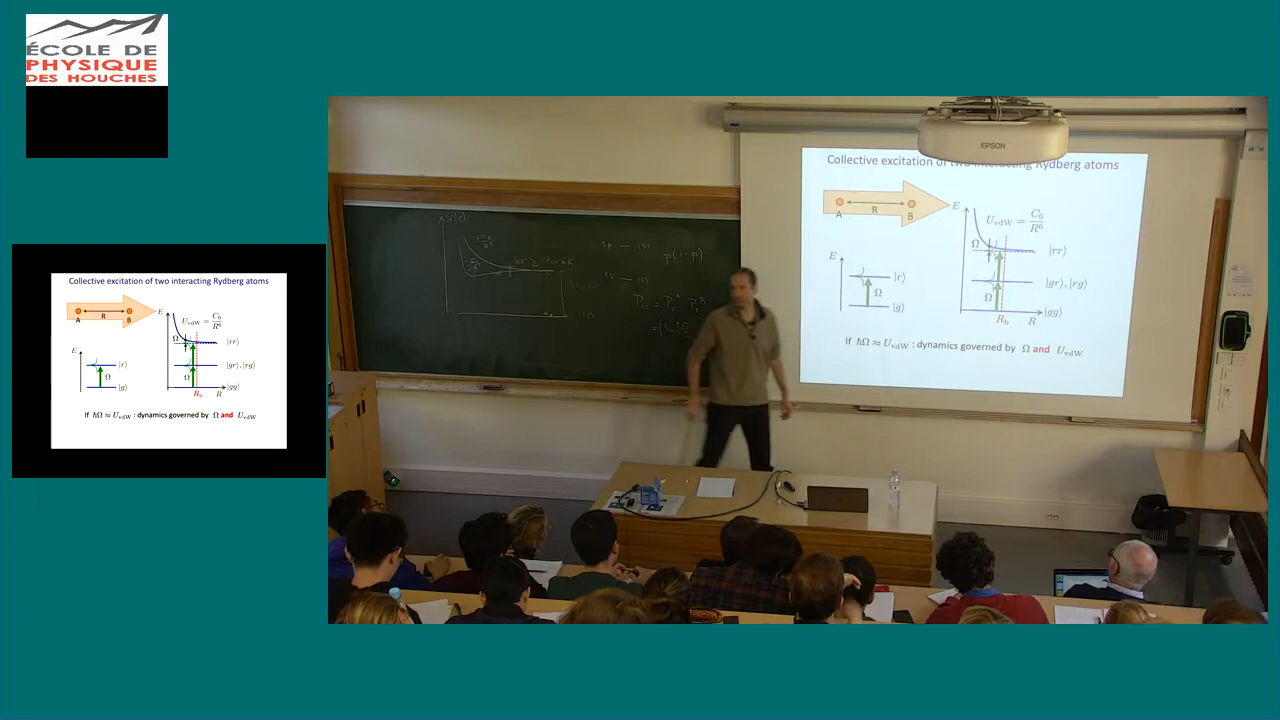 ÉCOLE DE
PHYSIQUE
DES HOUCHES
Collective excitation of two interacting Rydberg atoms
A R B
E
Ω
|r⟩
|g⟩
E
U_vdW = C_6/R^6
Ω
|rr⟩
|gr⟩, |rg⟩
Ω
|gg⟩
R_b R
If ħΩ ≈ U_vdW : dynamics governed by Ω and U_vdW
EPSON
Collective excitation of two interacting Rydberg atoms
A R B
E
Ω
|r⟩
|g⟩
E
U_vdW = C_6/R^6
Ω
|rr⟩
|gr⟩, |rg⟩
Ω
|gg⟩
R_b R
If ħΩ ≈ U_vdW : dynamics governed by Ω and U_vdW
V(r)